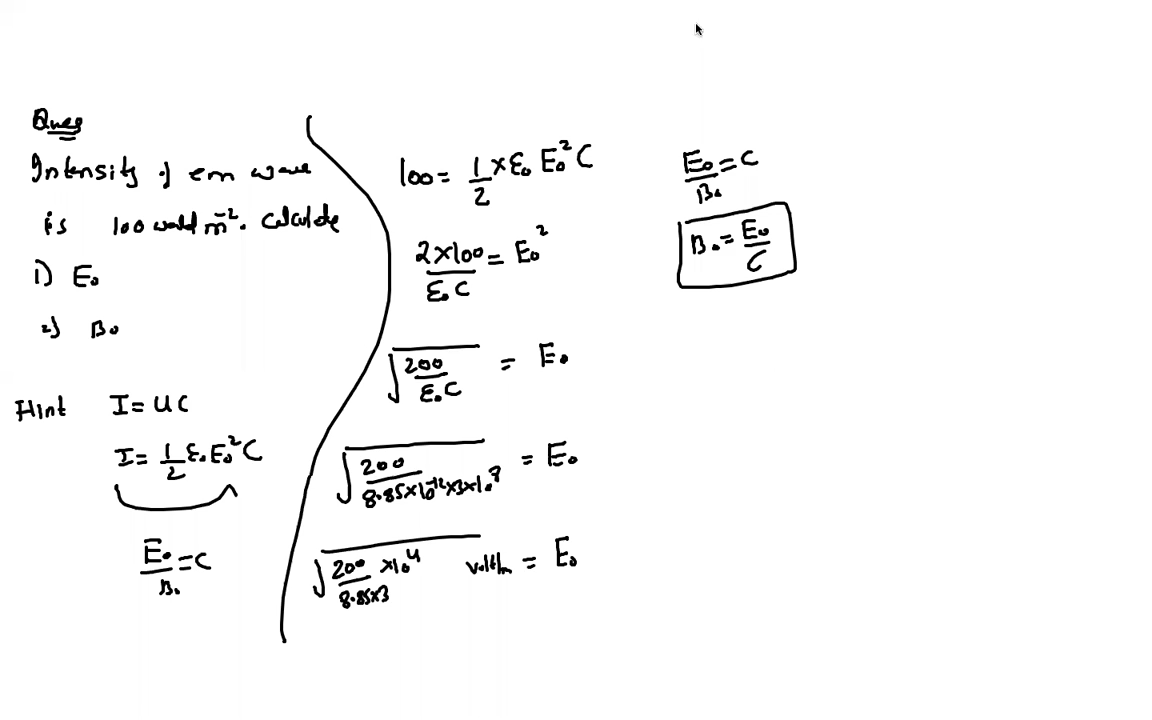 Ques
Intensity of em wave
is 100 watt m⁻². Calculate
1) E₀
2) B₀
Hint I = UC
I = 1/2 ε₀E₀²C
E₀/B₀ = C
100 = 1/2 × ε₀ E₀² C
2×100/ε₀C = E₀²
√(200/ε₀C) = E₀
√(200/8.85×10⁻¹²×3×10⁸) = E₀
√(200/8.85×3 ×10⁴) volt/m = E₀
E₀/B₀ = C
B₀ = E₀/C